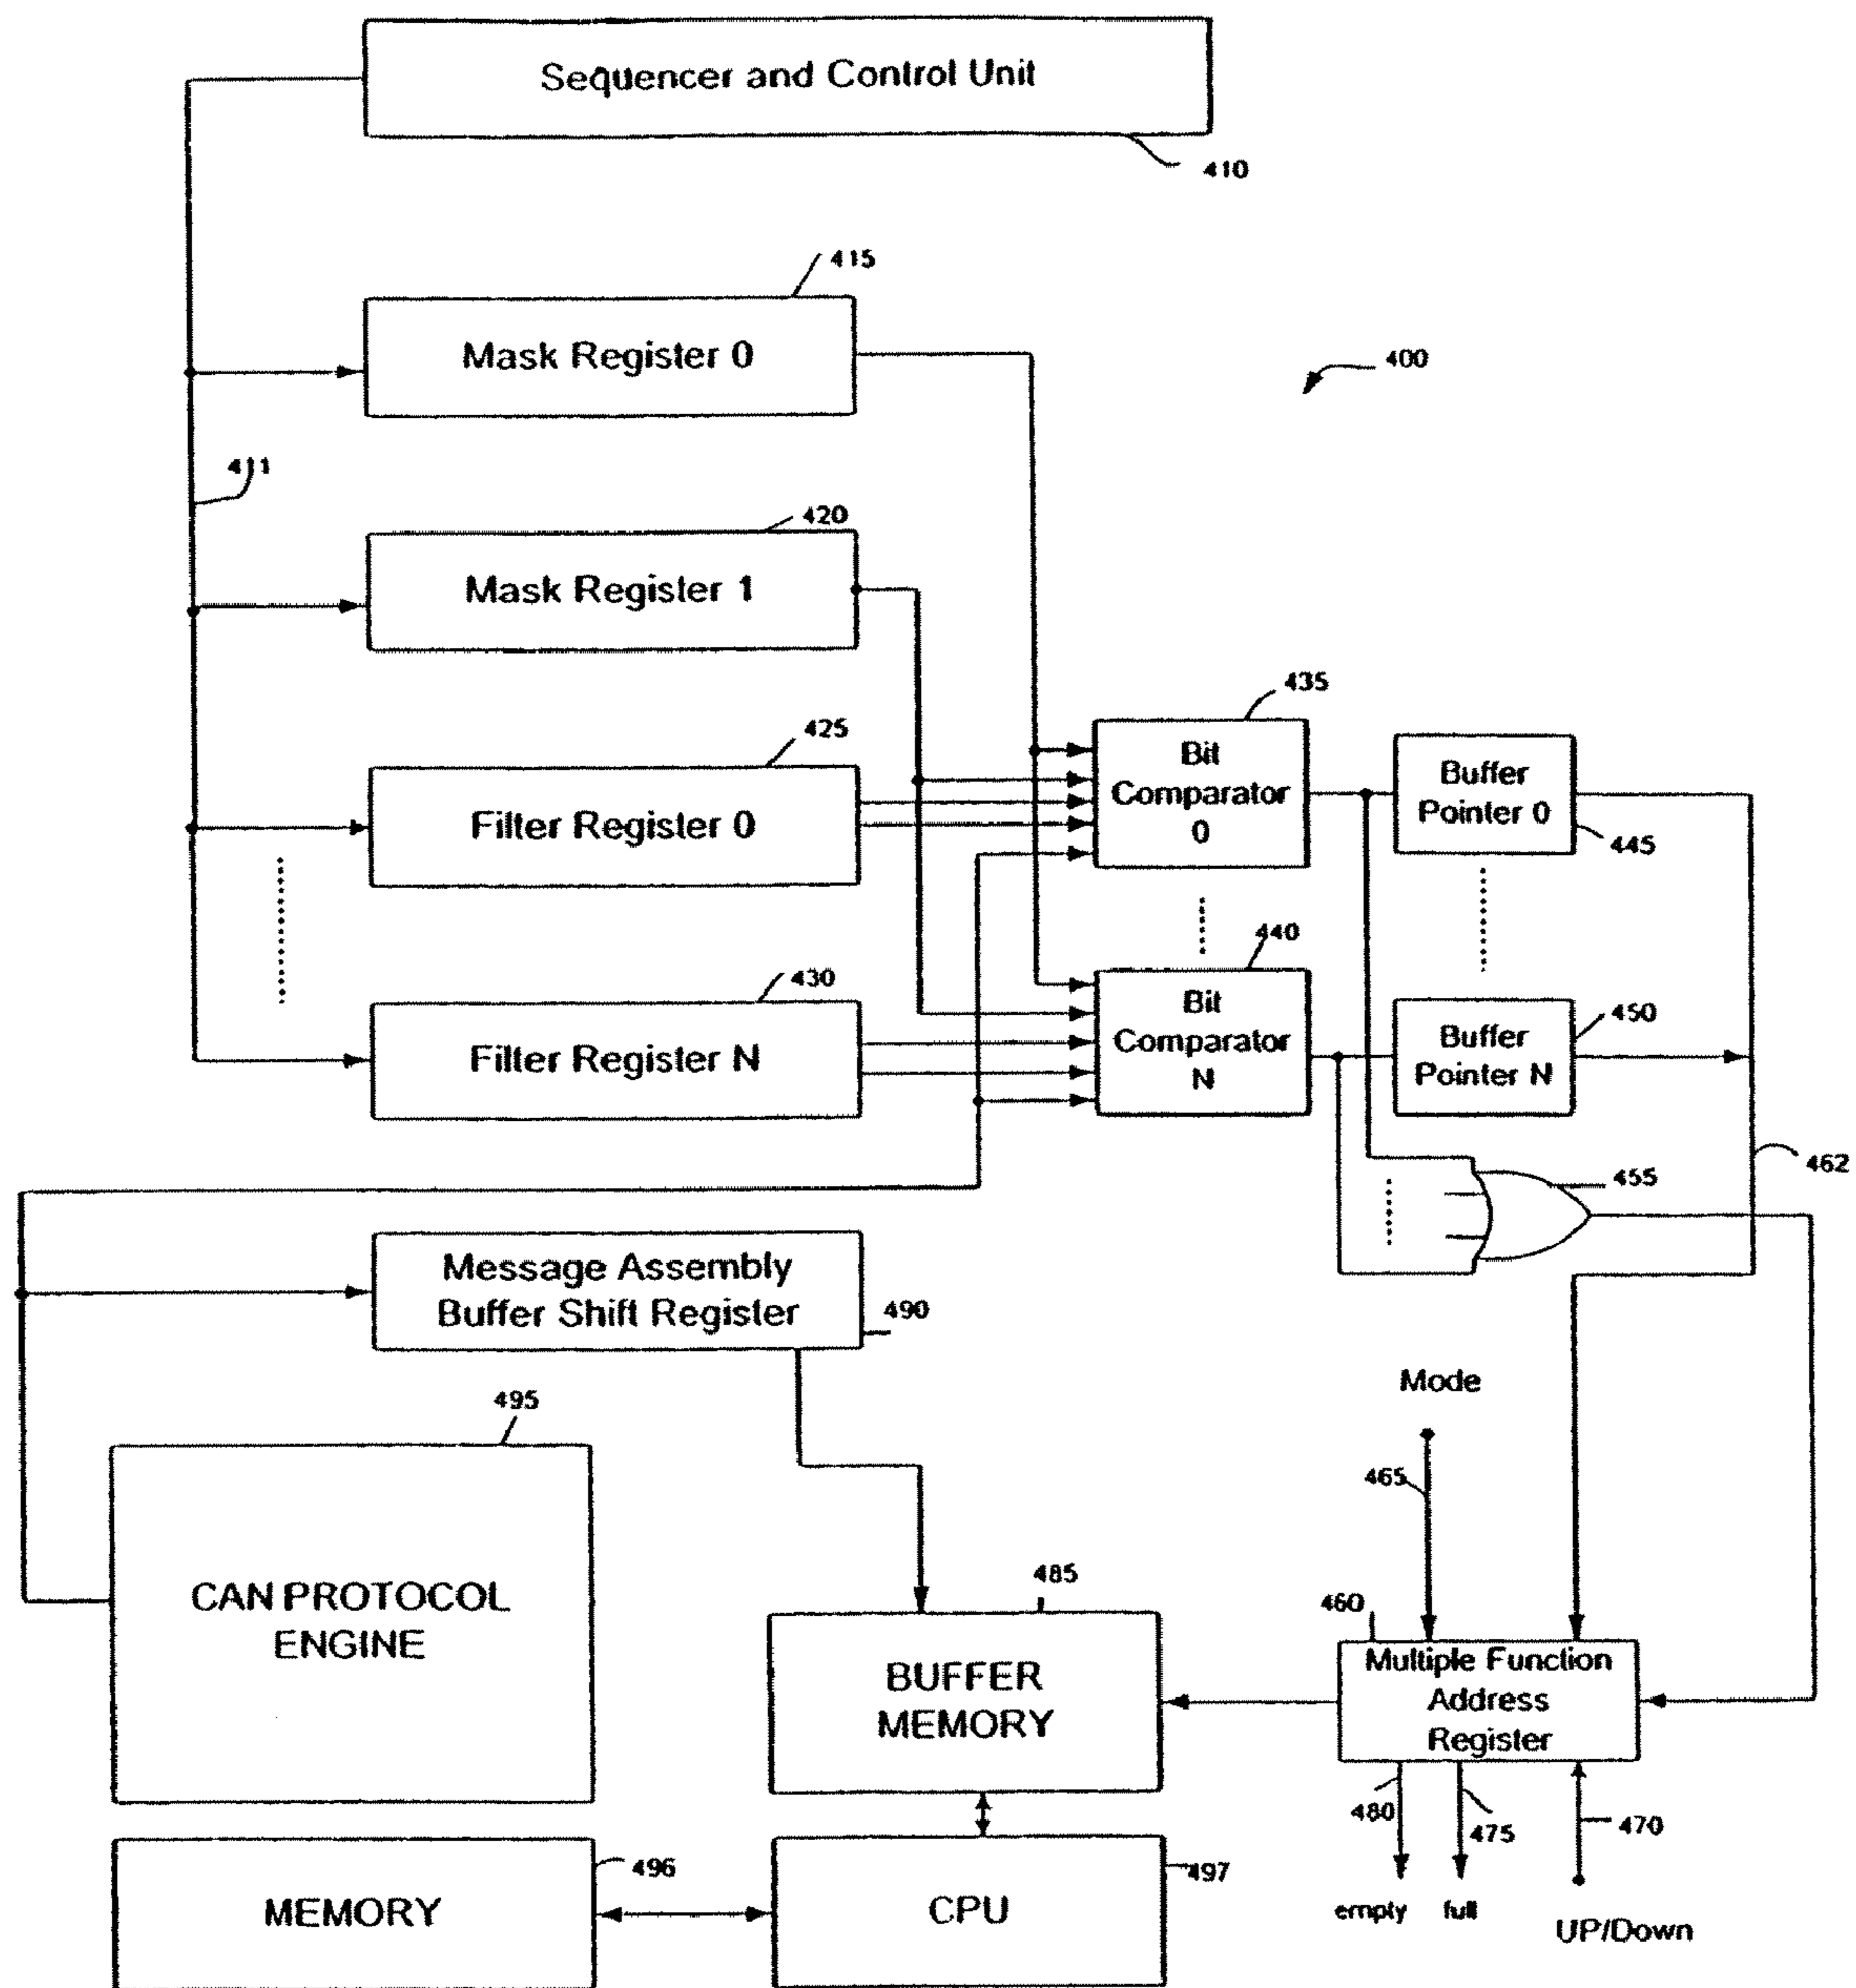 Sequencer and Control Unit
410
415
Mask Register 0
400
411
420
Mask Register 1
435
425
Bit
Comparator
0
Buffer
Pointer 0
Filter Register 0
445
440
430
Bit
Comparator
N
450
Buffer
Pointer N
Filter Register N
462
455
Message Assembly
Buffer Shift Register
490
Mode
495
465
CAN PROTOCOL
ENGINE
485
460
BUFFER
MEMORY
Multiple Function
Address
Register
480
475
470
496
497
MEMORY
CPU
empty
full
UP/Down